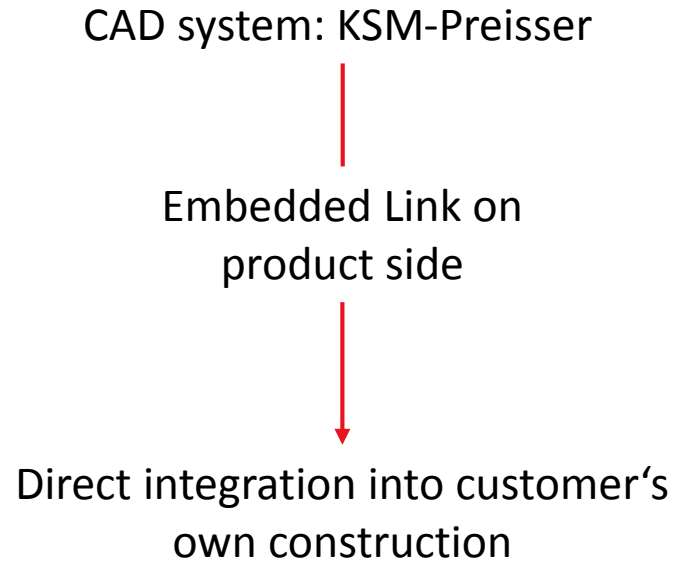 CAD system: KSM-Preisser
Embedded Link on
product side
Direct integration into customer‘s
own construction